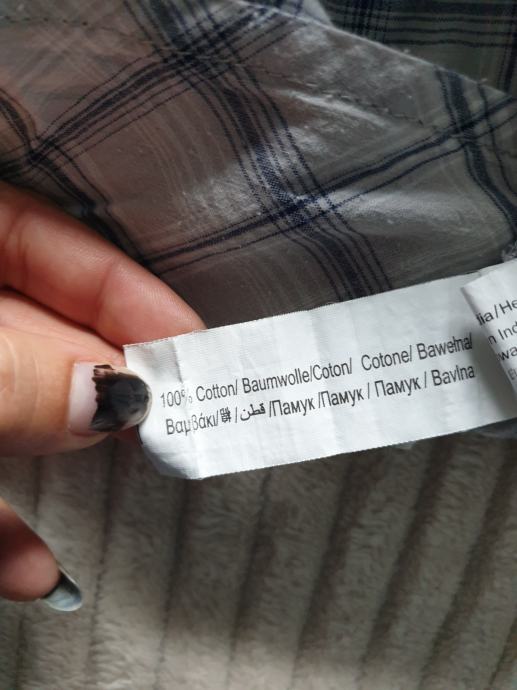 100% Cotton/ Baumwolle/Coton/ Cotone/ Bawełna/
Βαμβάκι/棉/قطن /Памук /Памук / Памук / Bavlna